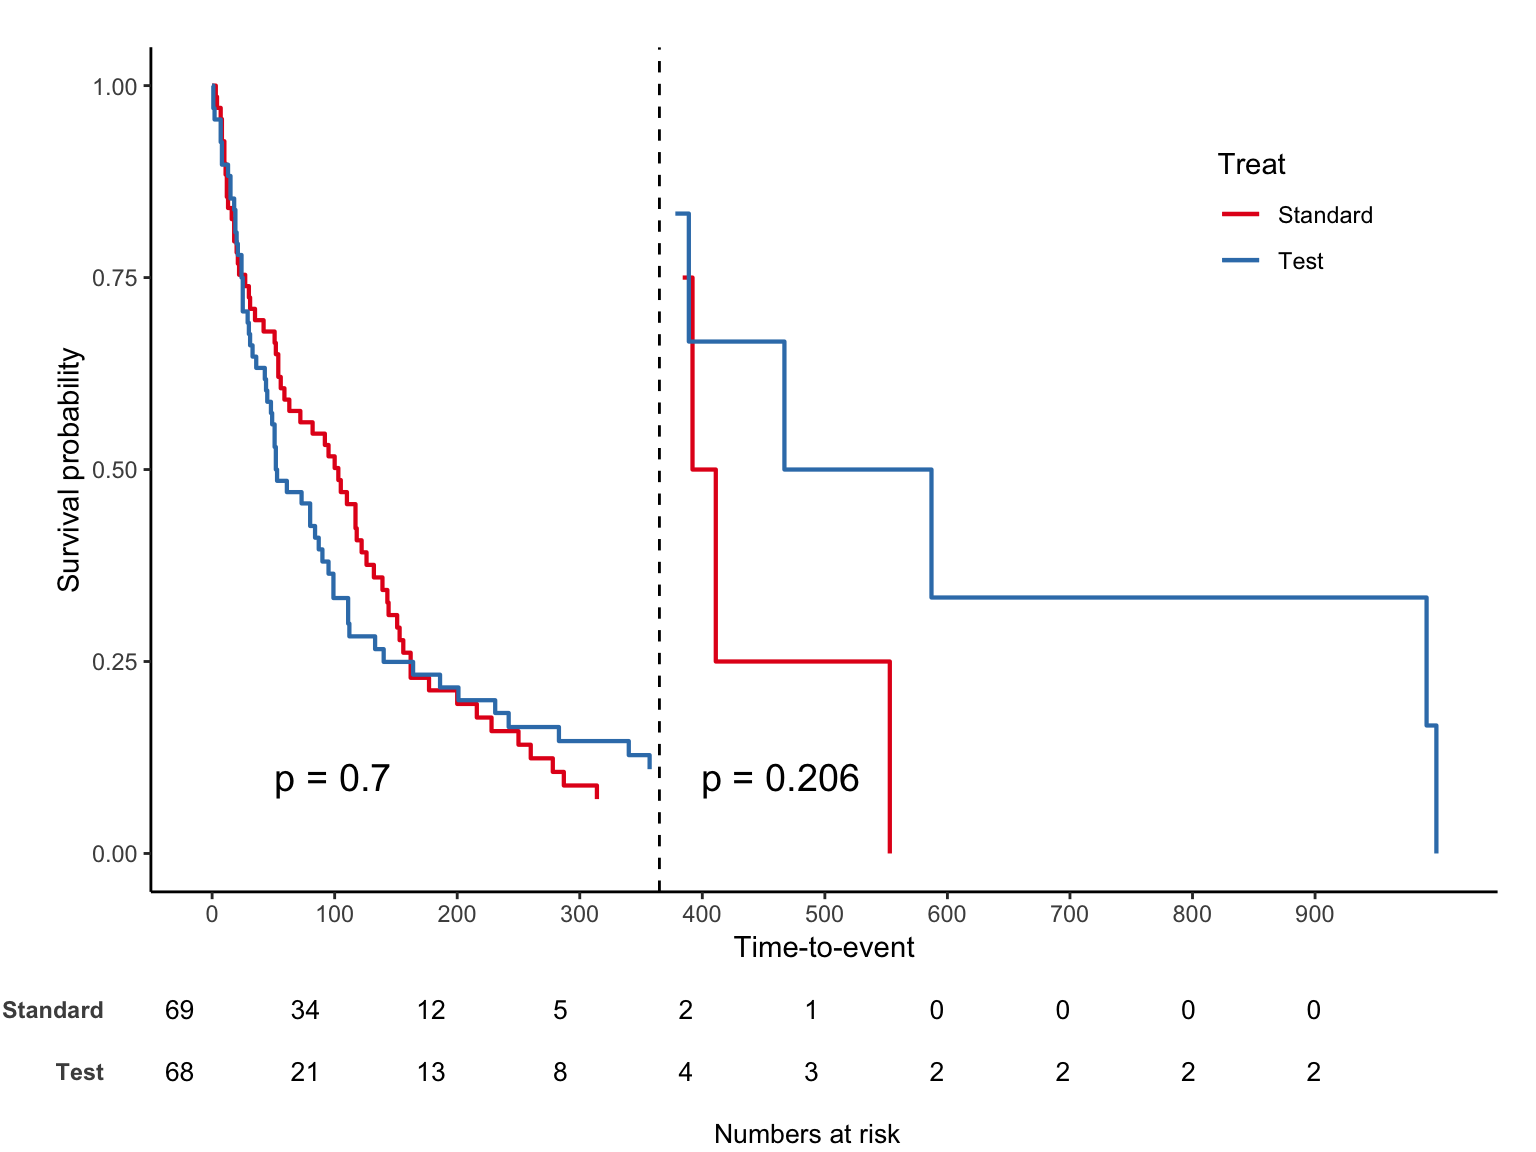 Treat
Standard
Test
Survival probability
1.00
0.75
0.50
0.25
0.00
p = 0.7
p = 0.206
0 100 200 300 400 500 600 700 800 900
Time-to-event
Standard 69 34 12 5 2 1 0 0 0 0
Test 68 21 13 8 4 3 2 2 2 2
Numbers at risk